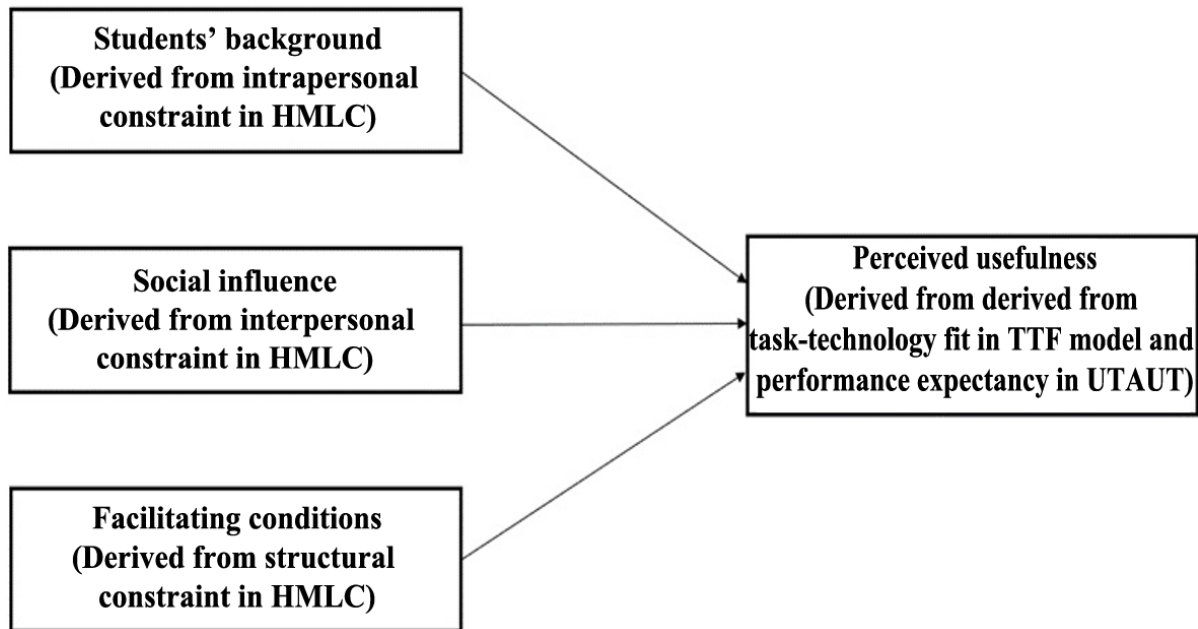 Students’ background
(Derived from intrapersonal
constraint in HMLC)
Social influence
(Derived from interpersonal
constraint in HMLC)
Facilitating conditions
(Derived from structural
constraint in HMLC)
Perceived usefulness
(Derived from derived from
task-technology fit in TTF model and
performance expectancy in UTAUT)